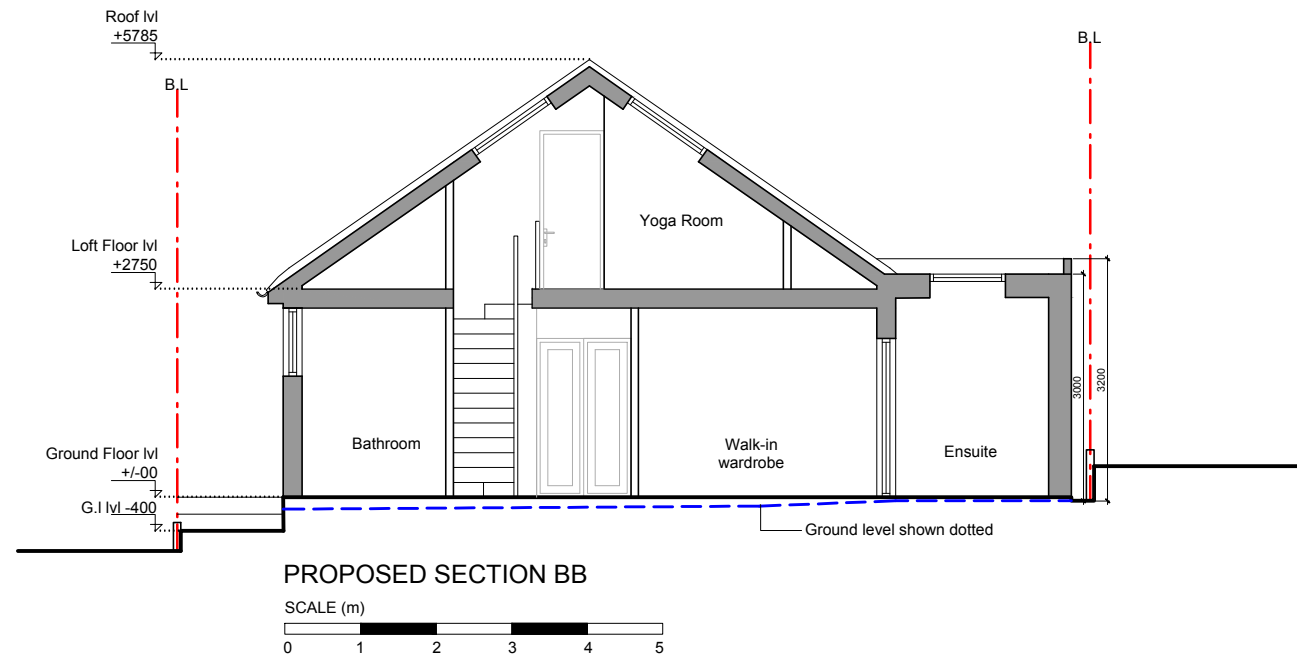 Roof lvl
+5785
B.L
B.L
Yoga Room
Loft Floor lvl
+2750
3000
3200
Bathroom
Walk-in
wardrobe
Ensuite
Ground Floor lvl
+/-00
G.l lvl -400
Ground level shown dotted
PROPOSED SECTION BB
SCALE (m)
0 1 2 3 4 5